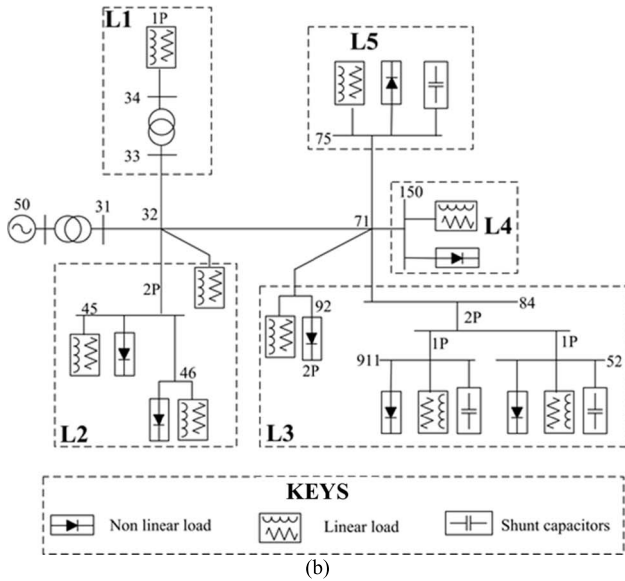 L1
1P
34
33
L5
75
50
31
32
71
150
L4
2P
45
46
L2
92
2P
84
2P
1P
1P
911
52
L3
KEYS
Non linear load
Linear load
Shunt capacitors
(b)